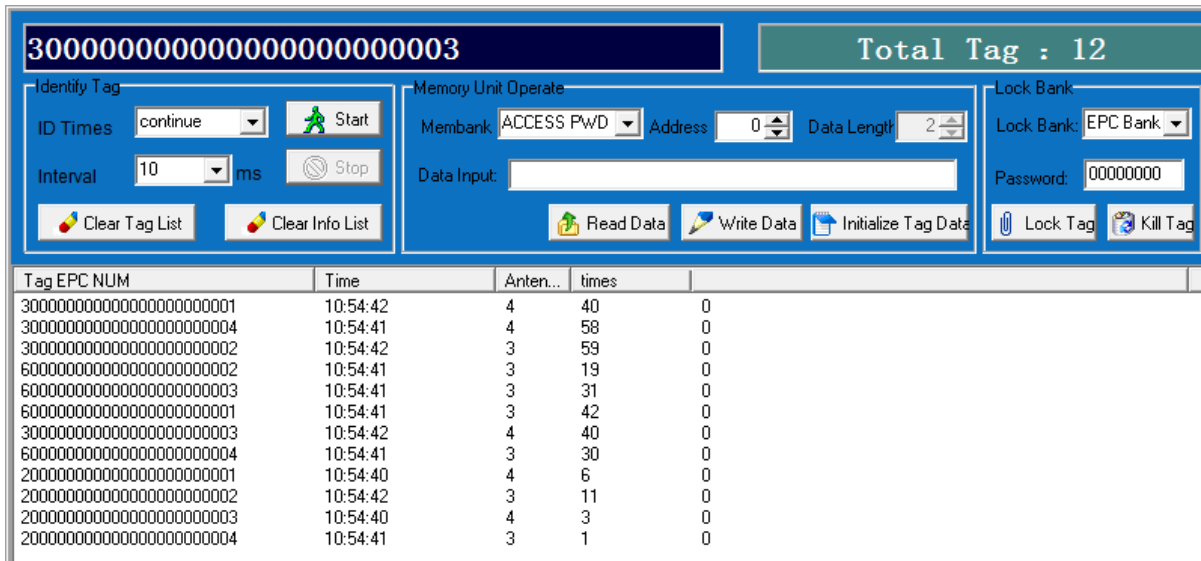 300000000000000000000003
Total Tag : 12
Identify Tag
ID Times continue Start
Interval 10 ms Stop
Clear Tag List Clear Info List
Memory Unit Operate
Membank ACCESS PWD Address 0 Data Length 2
Data Input:
Read Data Write Data Initialize Tag Data
Lock Bank
Lock Bank: EPC Bank
Password: 00000000
Lock Tag Kill Tag
Tag EPC NUM Time Anten... times
300000000000000000000001 10:54:42 4 40 0
300000000000000000000004 10:54:41 4 58 0
300000000000000000000002 10:54:42 3 59 0
600000000000000000000002 10:54:41 3 19 0
600000000000000000000003 10:54:41 3 31 0
600000000000000000000001 10:54:41 3 42 0
300000000000000000000003 10:54:42 4 40 0
600000000000000000000004 10:54:41 3 30 0
200000000000000000000001 10:54:40 4 6 0
200000000000000000000002 10:54:42 3 11 0
200000000000000000000003 10:54:40 4 3 0
200000000000000000000004 10:54:41 3 1 0